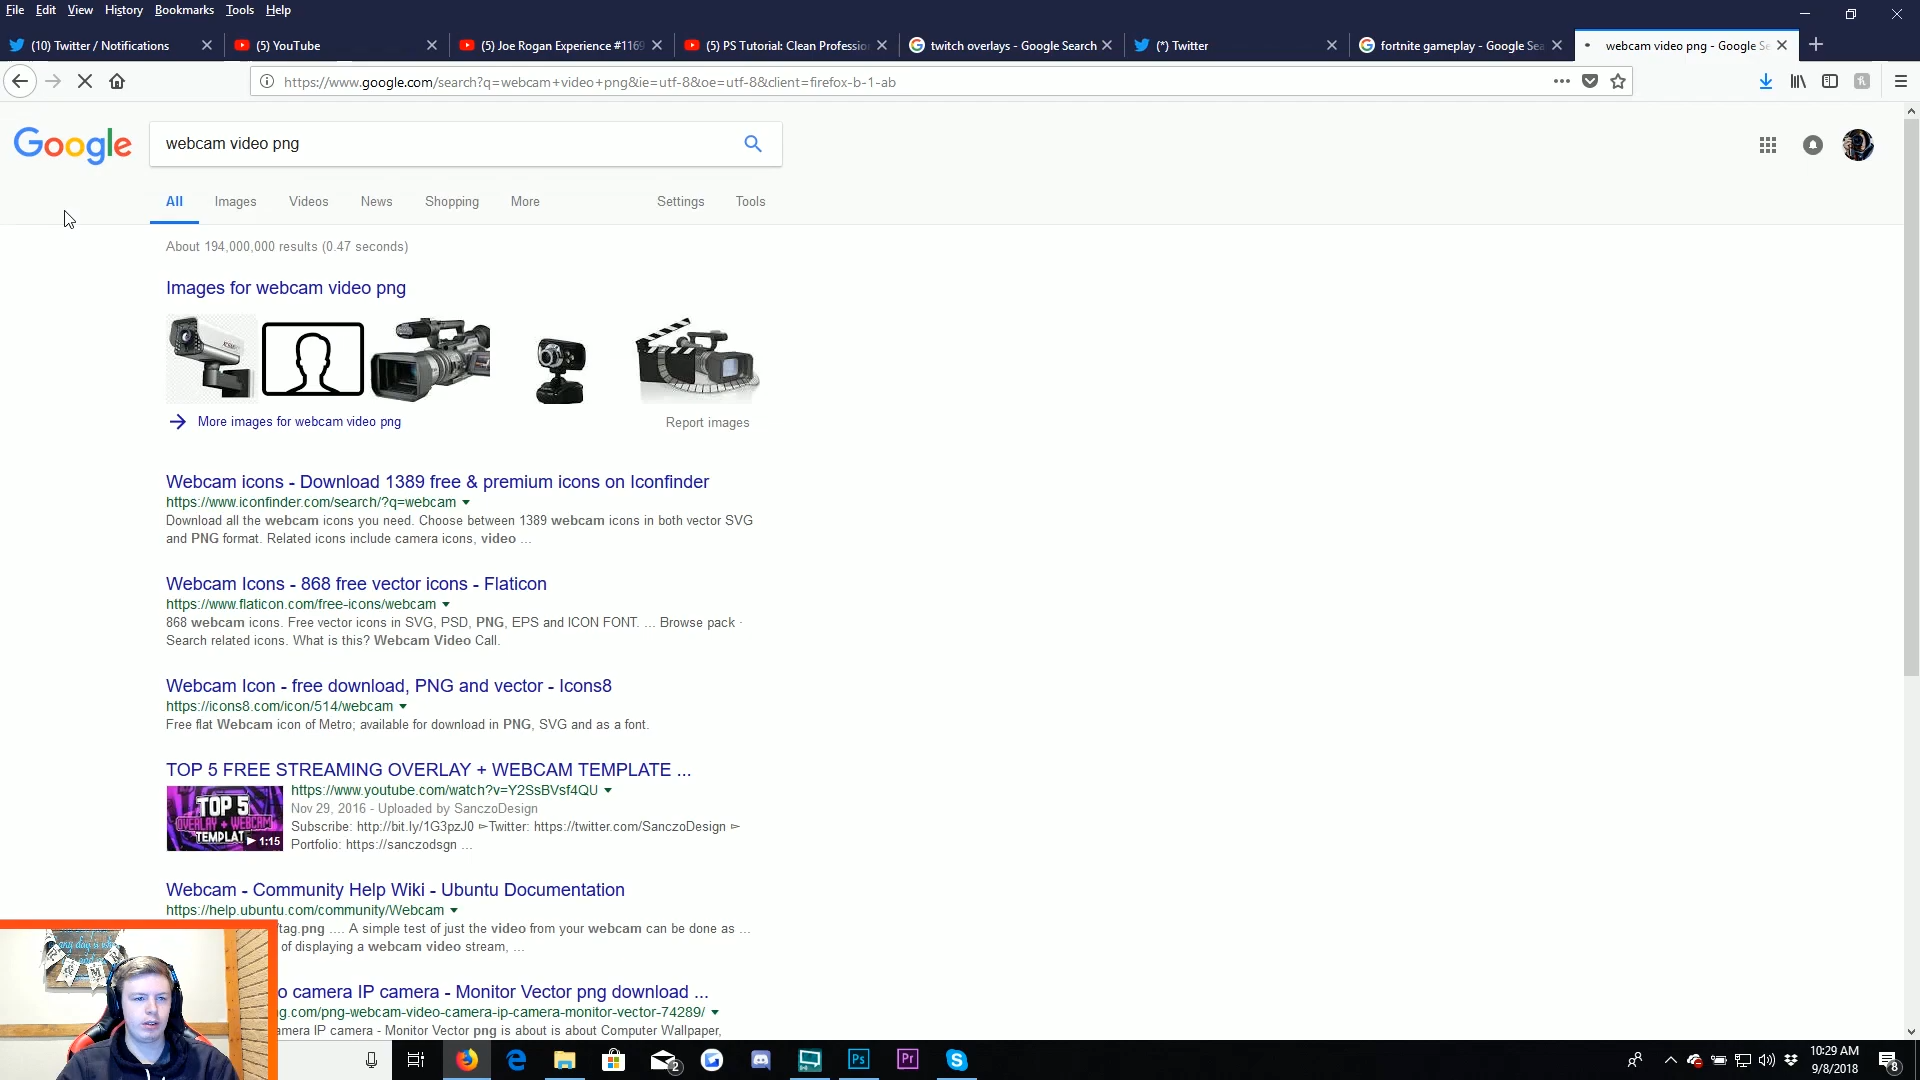 File Edit View History Bookmarks Tools Help
(10) Twitter / Notifications
(5) YouTube
(5) Joe Rogan Experience #1169
(5) PS Tutorial: Clean Professio
twitch overlays - Google Search
(*) Twitter
fortnite gameplay - Google Sea
webcam video png - Google Se
https://www.google.com/search?q=webcam+video+png&ie=utf-8&oe=utf-8&client=firefox-b-1-ab
Google
webcam video png
All Images Videos News Shopping More Settings Tools
About 194,000,000 results (0.47 seconds)
Images for webcam video png
More images for webcam video png
Report images
Webcam icons - Download 1389 free & premium icons on Iconfinder
https://www.iconfinder.com/search/?q=webcam
Download all the webcam icons you need. Choose between 1389 webcam icons in both vector SVG
and PNG format. Related icons include camera icons, video ...
Webcam Icons - 868 free vector icons - Flaticon
https://www.flaticon.com/free-icons/webcam
868 webcam icons. Free vector icons in SVG, PSD, PNG, EPS and ICON FONT. ... Browse pack ·
Search related icons. What is this? Webcam Video Call.
Webcam Icon - free download, PNG and vector - Icons8
https://icons8.com/icon/514/webcam
Free flat Webcam icon of Metro; available for download in PNG, SVG and as a font.
TOP 5 FREE STREAMING OVERLAY + WEBCAM TEMPLATE ...
TOP 5
OVERLAY + WEBCAM
TEMPLAT
1:15
https://www.youtube.com/watch?v=Y2SsBVsf4QU
Nov 29, 2016 - Uploaded by SanczoDesign
Subscribe: http://bit.ly/1G3pzJ0 ►Twitter: https://twitter.com/SanczoDesign ►
Portfolio: https://sanczodsgn ...
Webcam - Community Help Wiki - Ubuntu Documentation
https://help.ubuntu.com/community/Webcam
/tag.png .... A simple test of just the video from your webcam can be done as ...
of displaying a webcam video stream, ...
o camera IP camera - Monitor Vector png download ...
ng.com/png-webcam-video-camera-ip-camera-monitor-vector-74289/
amera IP camera - Monitor Vector png is about is about Computer Wallpaper,
Ps
Pr
2
10:29 AM
9/8/2018
8